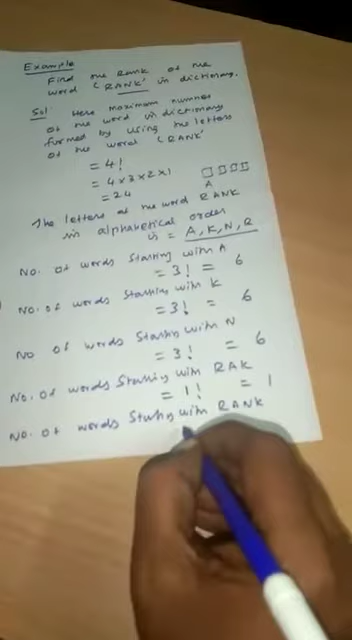 Example
Find the Rank of the
word 'RANK' in dictionary.
Sol: Here maximum number
of the word in dictionary
formed by using the letters
of the word 'RANK'
= 4!
= 4×3×2×1
= 24
A
The letters of the word RANK
in alphabetical order
is = A, K, N, R
No. of words starting with A
= 3! = 6
No. of words starting with K
= 3! = 6
No of words starting with N
= 3! = 6
No. of words starting with RAK
= 1! = 1
No. of words starting with RANK